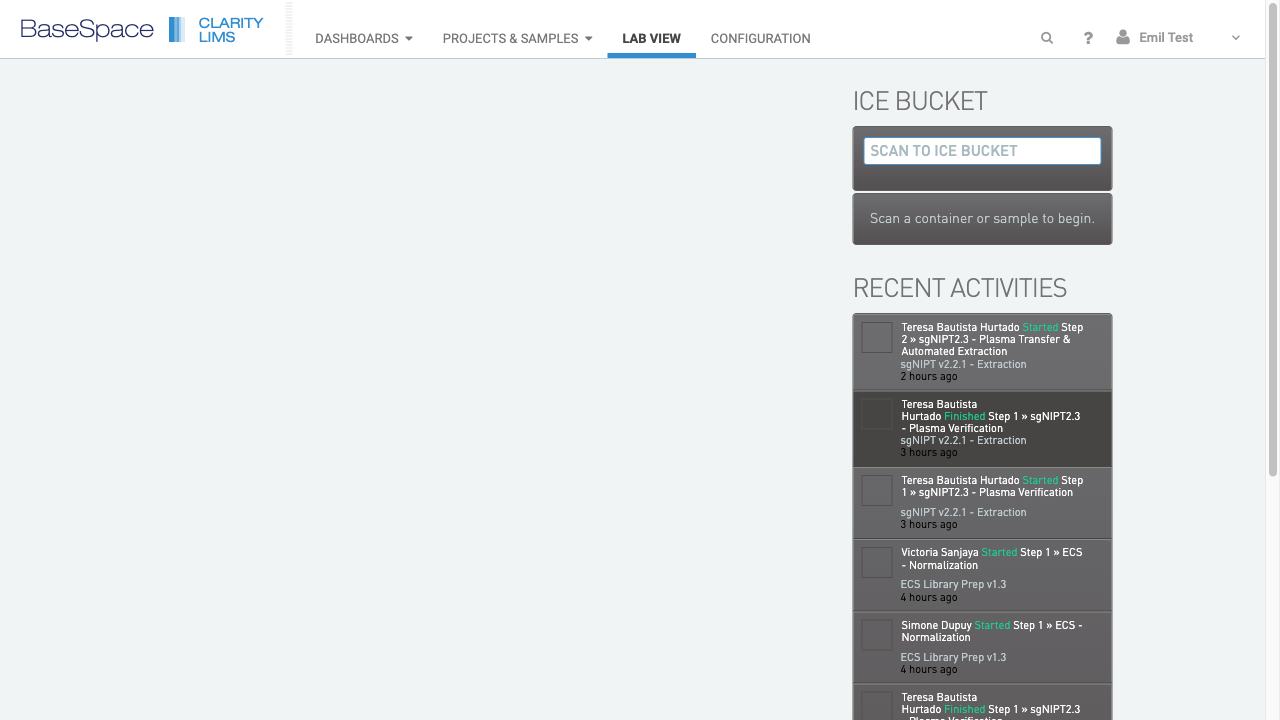 BaseSpace CLARITY LIMS
DASHBOARDS PROJECTS & SAMPLES LAB VIEW CONFIGURATION ? Emil Test
ICE BUCKET
SCAN TO ICE BUCKET
Scan a container or sample to begin.
RECENT ACTIVITIES
Teresa Bautista Hurtado Started Step
2 » sgNIPT2.3 - Plasma Transfer &
Automated Extraction
sgNIPT v2.2.1 - Extraction
2 hours ago
Teresa Bautista
Hurtado Finished Step 1 » sgNIPT2.3
- Plasma Verification
sgNIPT v2.2.1 - Extraction
3 hours ago
Teresa Bautista Hurtado Started Step
1 » sgNIPT2.3 - Plasma Verification
sgNIPT v2.2.1 - Extraction
3 hours ago
Victoria Sanjaya Started Step 1 » ECS
- Normalization
ECS Library Prep v1.3
4 hours ago
Simone Dupuy Started Step 1 » ECS -
Normalization
ECS Library Prep v1.3
4 hours ago
Teresa Bautista
Hurtado Finished Step 1 » sgNIPT2.3
- Plasma Verification